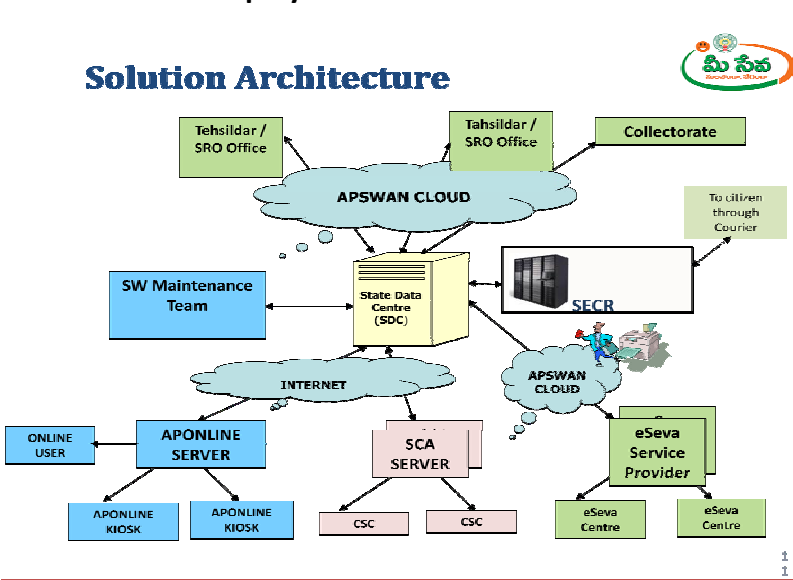 Solution Architecture
మీ సేవ
Tehsildar /
SRO Office
Tahsildar /
SRO Office
Collectorate
APSWAN CLOUD
To citizen
through
Courier
SW Maintenance
Team
State Data
Centre
(SDC)
SECR
INTERNET
APSWAN
CLOUD
ONLINE
USER
APONLINE
SERVER
SCA
SERVER
eSeva
Service
Provider
APONLINE
KIOSK
APONLINE
KIOSK
CSC
CSC
eSeva
Centre
eSeva
Centre
1
1